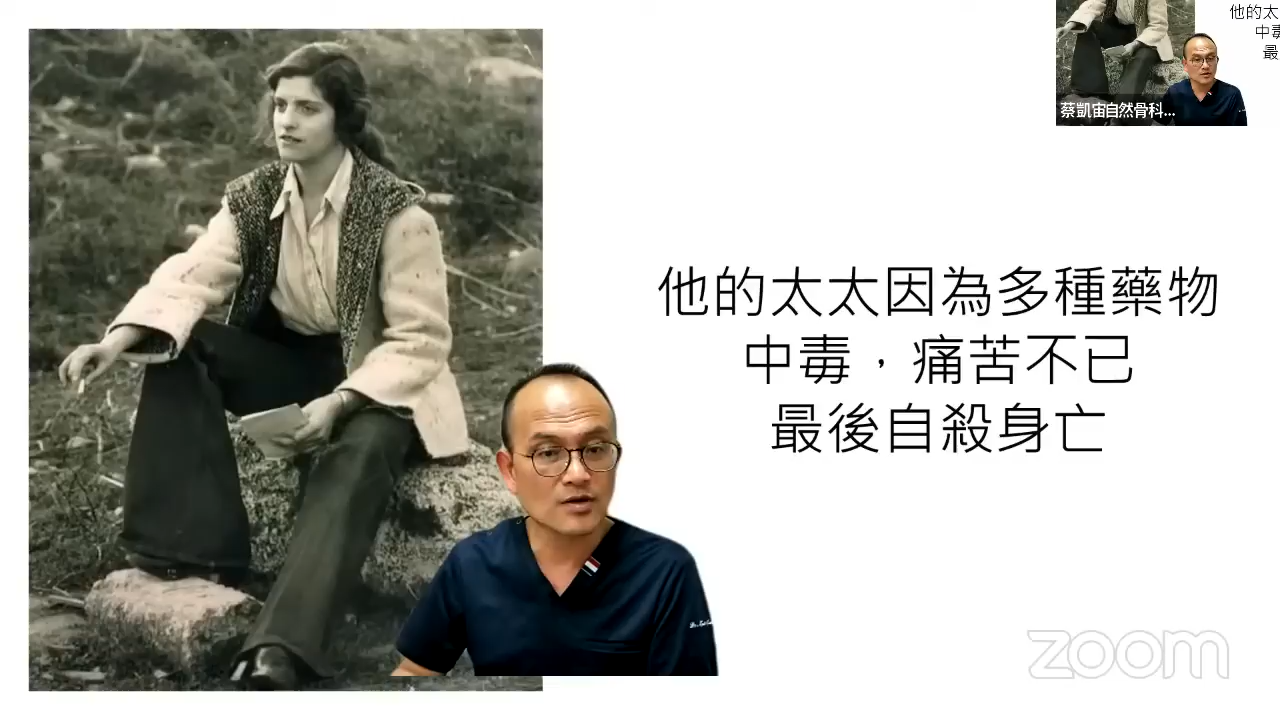 他的太
中毒
最
蔡凱宙自然骨科...
他的太太因為多種藥物
中毒，痛苦不已
最後自殺身亡
zoom